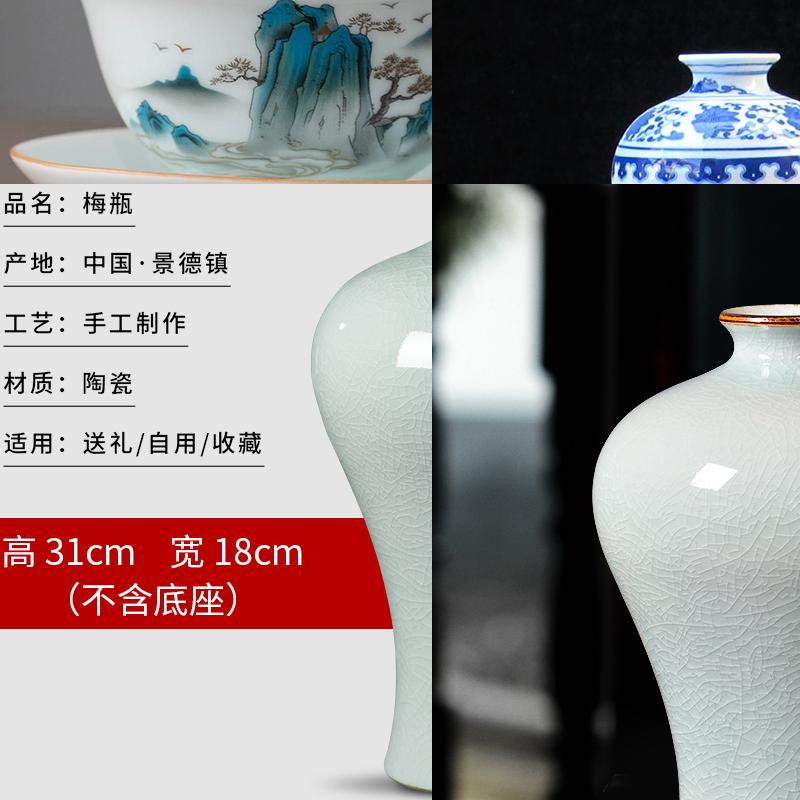 品名：梅瓶
产地：中国·景德镇
工艺：手工制作
材质：陶瓷
适用：送礼/自用/收藏
高 31cm 宽 18cm
（不含底座）